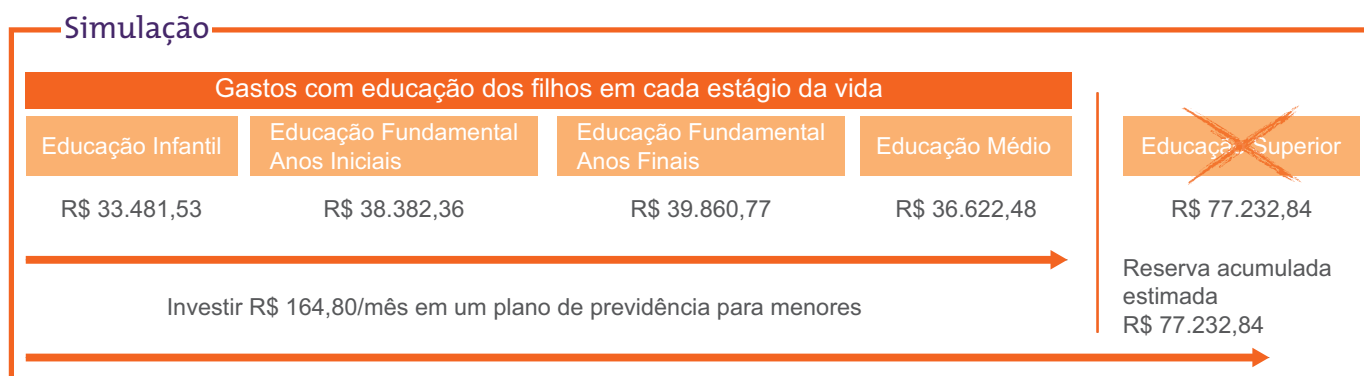 Simulação
Gastos com educação dos filhos em cada estágio da vida
Educação Infantil
Educação Fundamental
Anos Iniciais
Educação Fundamental
Anos Finais
Educação Médio
Educação Superior
R$ 33.481,53
R$ 38.382,36
R$ 39.860,77
R$ 36.622,48
R$ 77.232,84
Investir R$ 164,80/mês em um plano de previdência para menores
Reserva acumulada
estimada
R$ 77.232,84